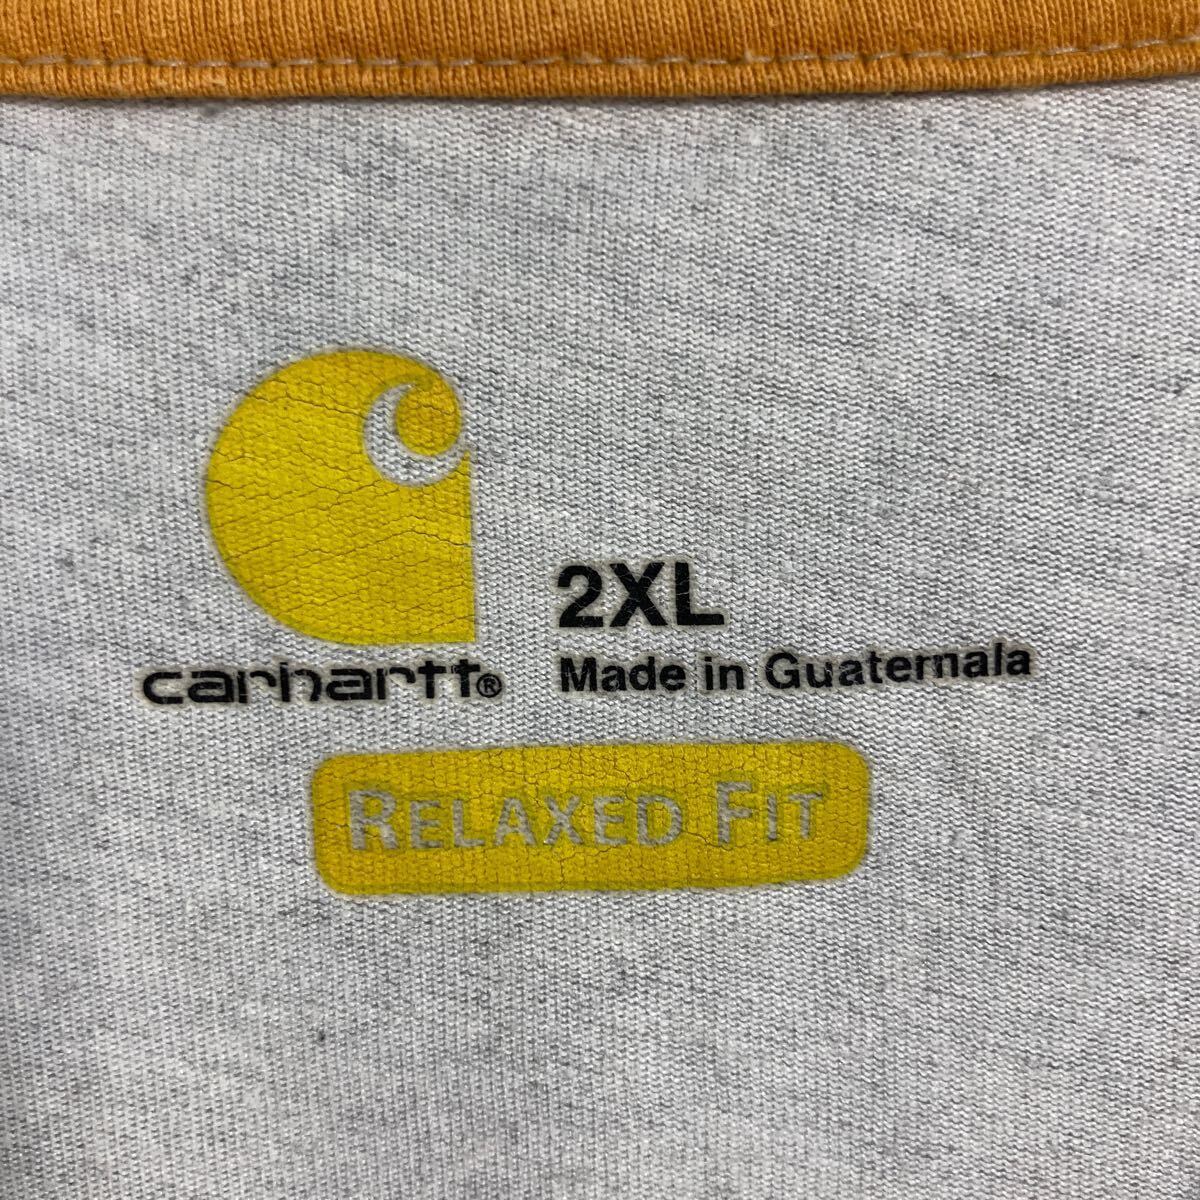 carhartt®
2XL
Made in Guatemala
RELAXED FIT